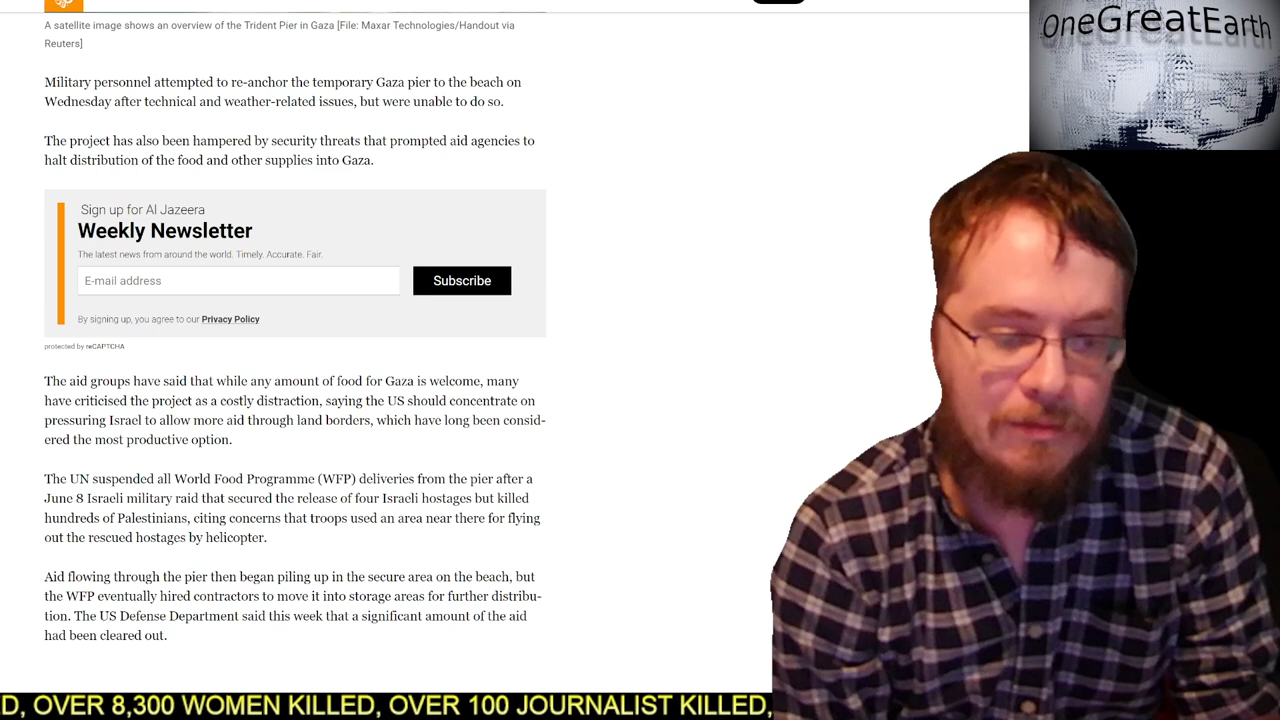 A satellite image shows an overview of the Trident Pier in Gaza [File: Maxar Technologies/Handout via
Reuters]
OneGreatEarth
Military personnel attempted to re-anchor the temporary Gaza pier to the beach on
Wednesday after technical and weather-related issues, but were unable to do so.
The project has also been hampered by security threats that prompted aid agencies to
halt distribution of the food and other supplies into Gaza.
Sign up for Al Jazeera
Weekly Newsletter
The latest news from around the world. Timely. Accurate. Fair.
E-mail address
Subscribe
By signing up, you agree to our Privacy Policy
protected by reCAPTCHA
The aid groups have said that while any amount of food for Gaza is welcome, many
have criticised the project as a costly distraction, saying the US should concentrate on
pressuring Israel to allow more aid through land borders, which have long been consid-
ered the most productive option.
The UN suspended all World Food Programme (WFP) deliveries from the pier after a
June 8 Israeli military raid that secured the release of four Israeli hostages but killed
hundreds of Palestinians, citing concerns that troops used an area near there for flying
out the rescued hostages by helicopter.
Aid flowing through the pier then began piling up in the secure area on the beach, but
the WFP eventually hired contractors to move it into storage areas for further distribu-
tion. The US Defense Department said this week that a significant amount of the aid
had been cleared out.
D, OVER 8,300 WOMEN KILLED, OVER 100 JOURNALIST KILLED,